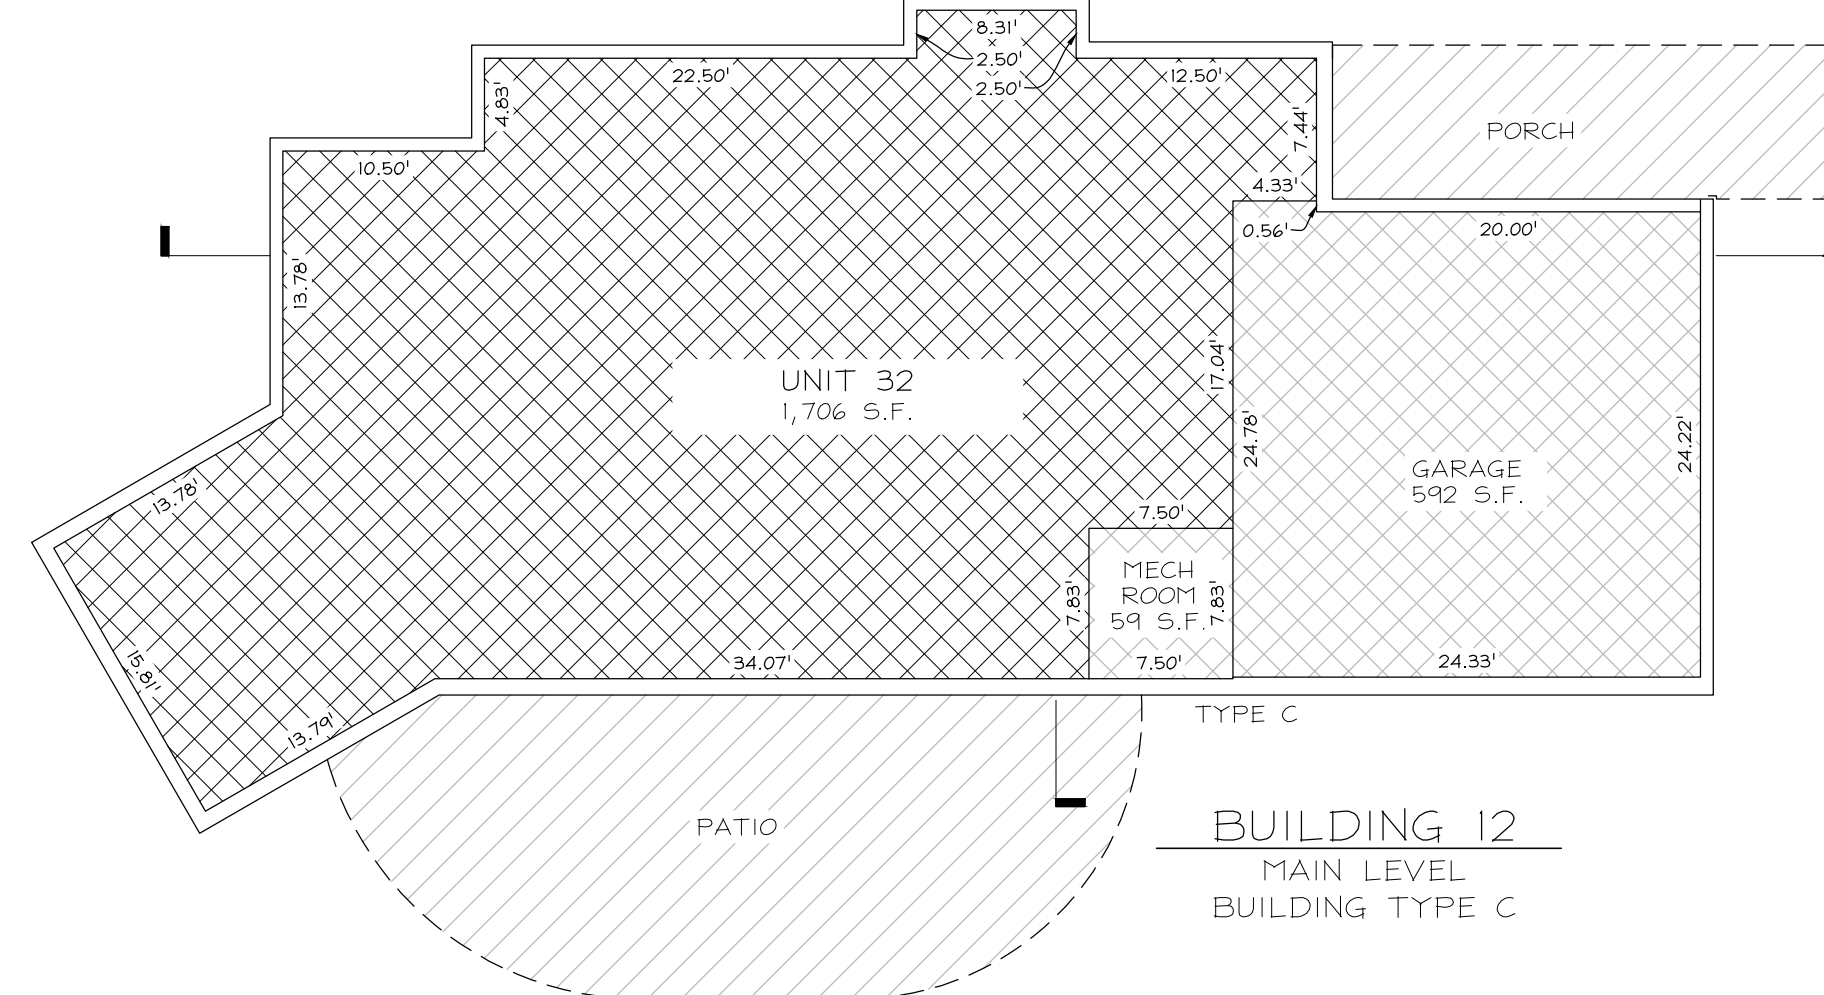 8.31'
2.50'
2.50'
22.50'
12.50'
4.83'
7.44'
PORCH
10.50'
4.33'
0.56'
20.00'
13.78'
17.04'
UNIT 32
1,706 S.F.
24.78'
24.22'
GARAGE
592 S.F.
13.78'
7.50'
MECH
ROOM
59 S.F.
7.83'
7.83'
15.81'
34.07'
7.50'
24.33'
13.79'
TYPE C
PATIO
BUILDING 12
MAIN LEVEL
BUILDING TYPE C